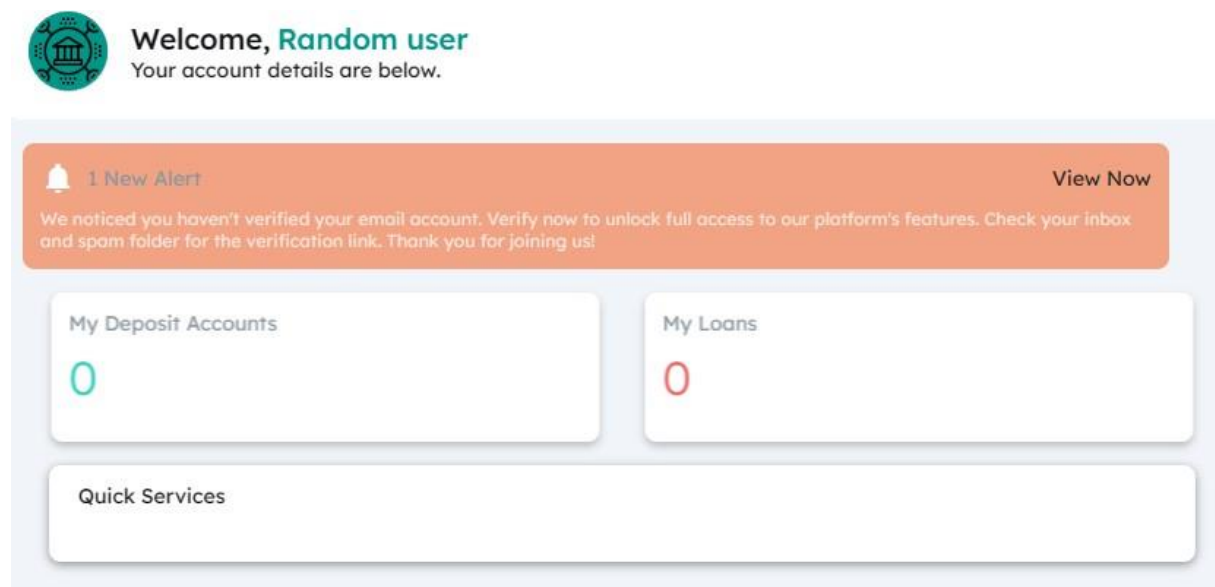 Welcome, Random user
Your account details are below.
1 New Alert
View Now
We noticed you haven't verified your email account. Verify now to unlock full access to our platform's features. Check your inbox
and spam folder for the verification link. Thank you for joining us!
My Deposit Accounts
0
My Loans
0
Quick Services